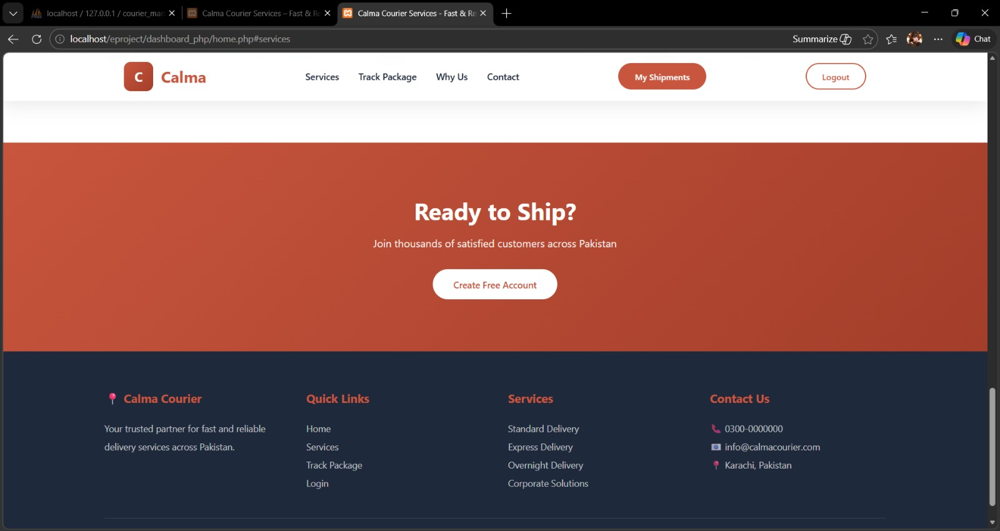 localhost / 127.0.0.1 / courier_man
Calma Courier Services – Fast & Re
Calma Courier Services - Fast & Re
localhost/eproject/dashboard_php/home.php#services
Summarize
Chat
C
Calma
Services
Track Package
Why Us
Contact
My Shipments
Logout
Ready to Ship?
Join thousands of satisfied customers across Pakistan
Create Free Account
Calma Courier
Your trusted partner for fast and reliable
delivery services across Pakistan.
Quick Links
Home
Services
Track Package
Login
Services
Standard Delivery
Express Delivery
Overnight Delivery
Corporate Solutions
Contact Us
0300-0000000
info@calmacourier.com
Karachi, Pakistan